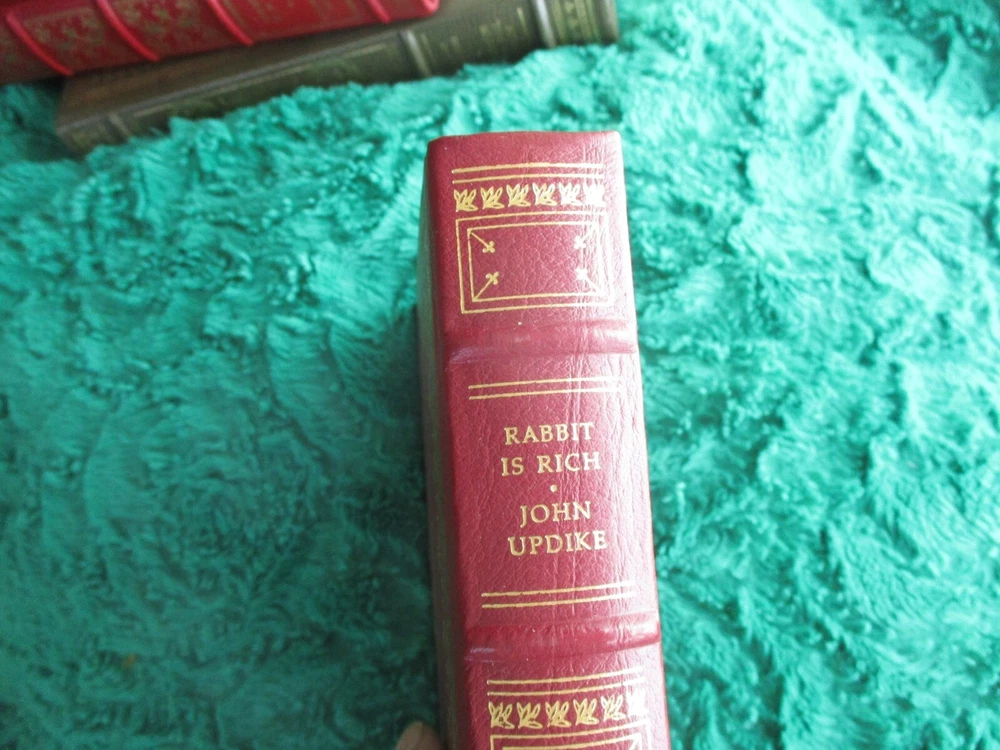 RABBIT
IS RICH
•
JOHN
UPDIKE